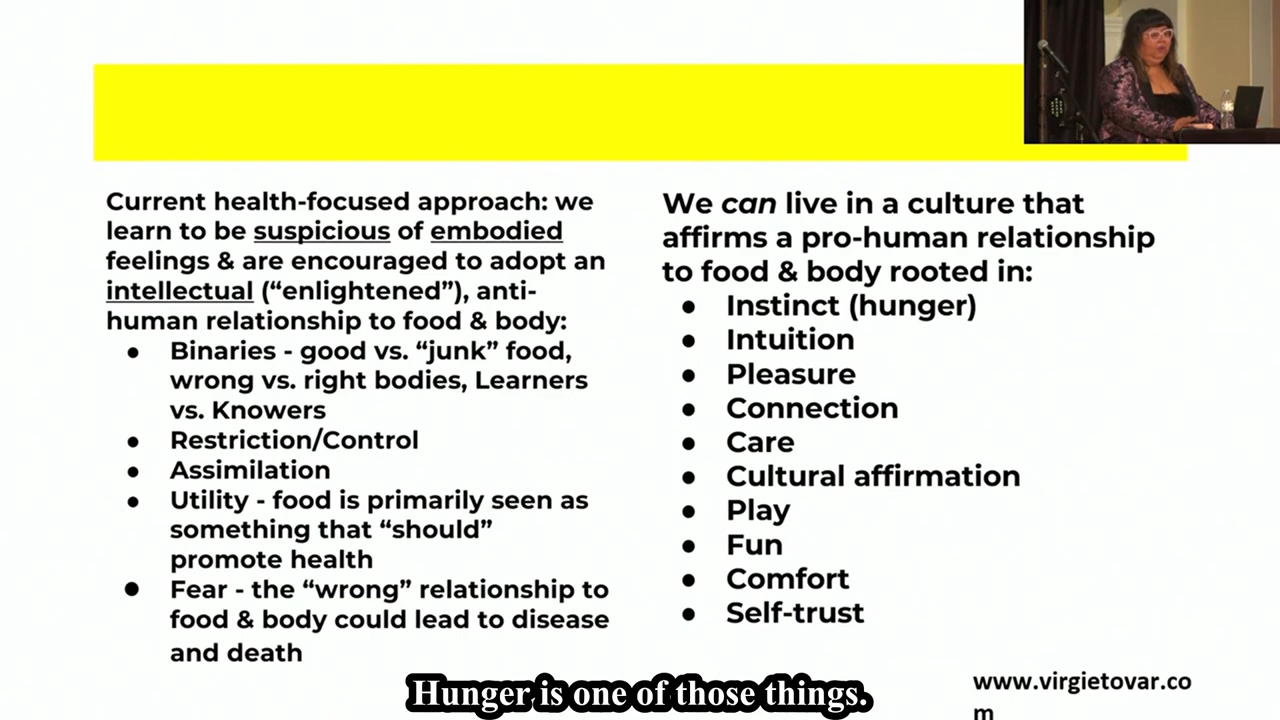 Current health-focused approach: we
learn to be suspicious of embodied
feelings & are encouraged to adopt an
intellectual (“enlightened”), anti-
human relationship to food & body:
● Binaries - good vs. “junk” food,
wrong vs. right bodies, Learners
vs. Knowers
● Restriction/Control
● Assimilation
● Utility - food is primarily seen as
something that “should”
promote health
● Fear - the “wrong” relationship to
food & body could lead to disease
and death
We can live in a culture that
affirms a pro-human relationship
to food & body rooted in:
● Instinct (hunger)
● Intuition
● Pleasure
● Connection
● Care
● Cultural affirmation
● Play
● Fun
● Comfort
● Self-trust
www.virgietovar.co
m
Hunger is one of those things.